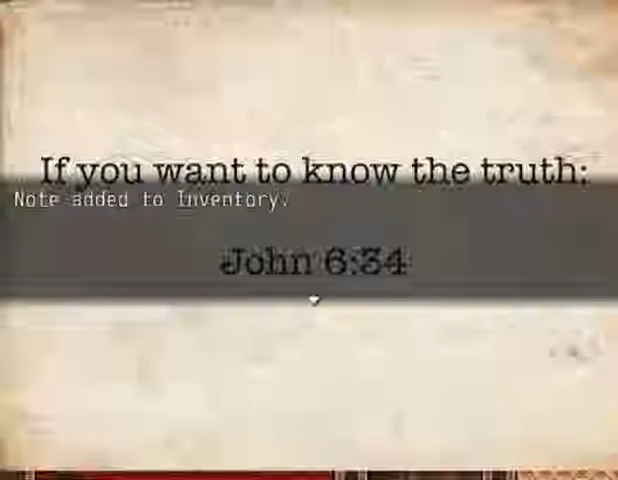 If you want to know the truth:
Note added to Inventory.
John 6:34